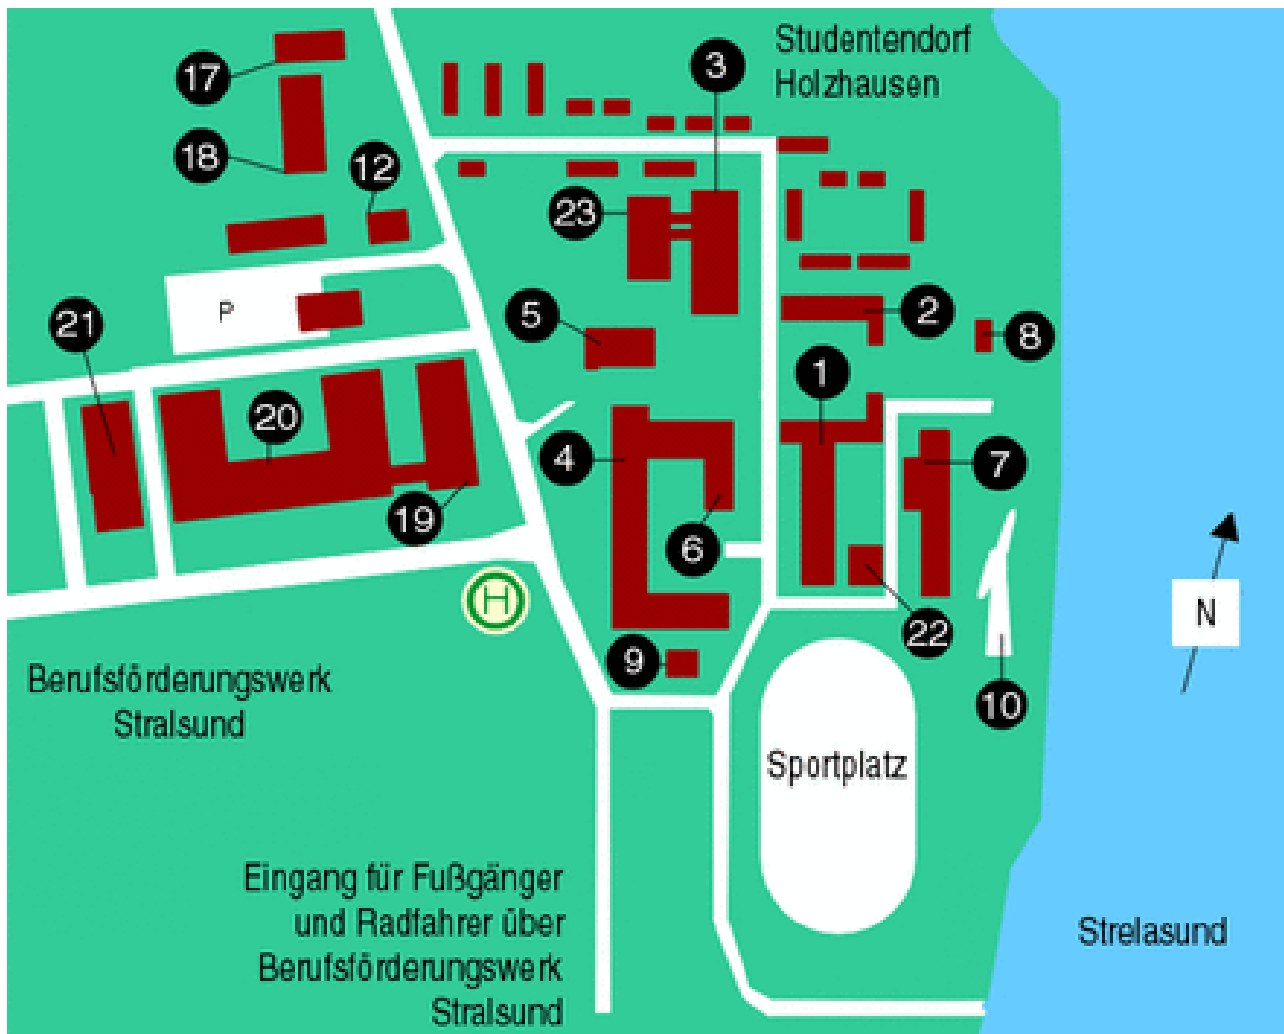 Studentendorf
Holzhausen
3
17
18
12
23
5
2
8
21
P
1
20
4
7
19
6
H
22
9
10
N
Berufsförderungswerk
Stralsund
Sportplatz
Eingang für Fußgänger
und Radfahrer über
Berufsförderungswerk
Stralsund
Strelasund